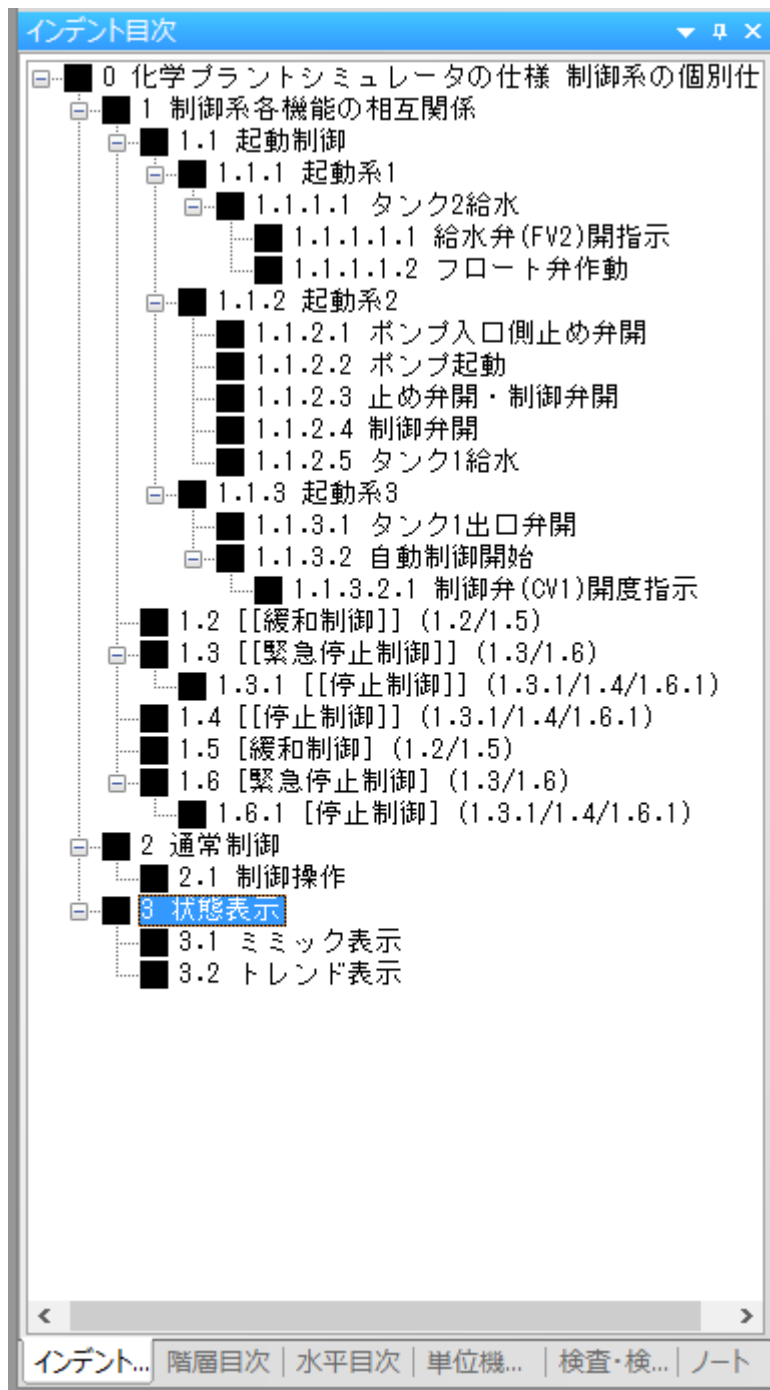 インデント目次
0 化学プラントシミュレータの仕様 制御系の個別仕
1 制御系各機能の相互関係
1.1 起動制御
1.1.1 起動系1
1.1.1.1 タンク2給水
1.1.1.1.1 給水弁(FV2)開指示
1.1.1.1.2 フロート弁作動
1.1.2 起動系2
1.1.2.1 ポンプ入口側止め弁開
1.1.2.2 ポンプ起動
1.1.2.3 止め弁開・制御弁開
1.1.2.4 制御弁開
1.1.2.5 タンク1給水
1.1.3 起動系3
1.1.3.1 タンク1出口弁開
1.1.3.2 自動制御開始
1.1.3.2.1 制御弁(CV1)開度指示
1.2 [[緩和制御]] (1.2/1.5)
1.3 [[緊急停止制御]] (1.3/1.6)
1.3.1 [[停止制御]] (1.3.1/1.4/1.6.1)
1.4 [[停止制御]] (1.3.1/1.4/1.6.1)
1.5 [緩和制御] (1.2/1.5)
1.6 [緊急停止制御] (1.3/1.6)
1.6.1 [停止制御] (1.3.1/1.4/1.6.1)
2 通常制御
2.1 制御操作
3 状態表示
3.1 ミミック表示
3.2 トレンド表示
インデント... 階層目次 水平目次 単位機... 検査・検... ノート